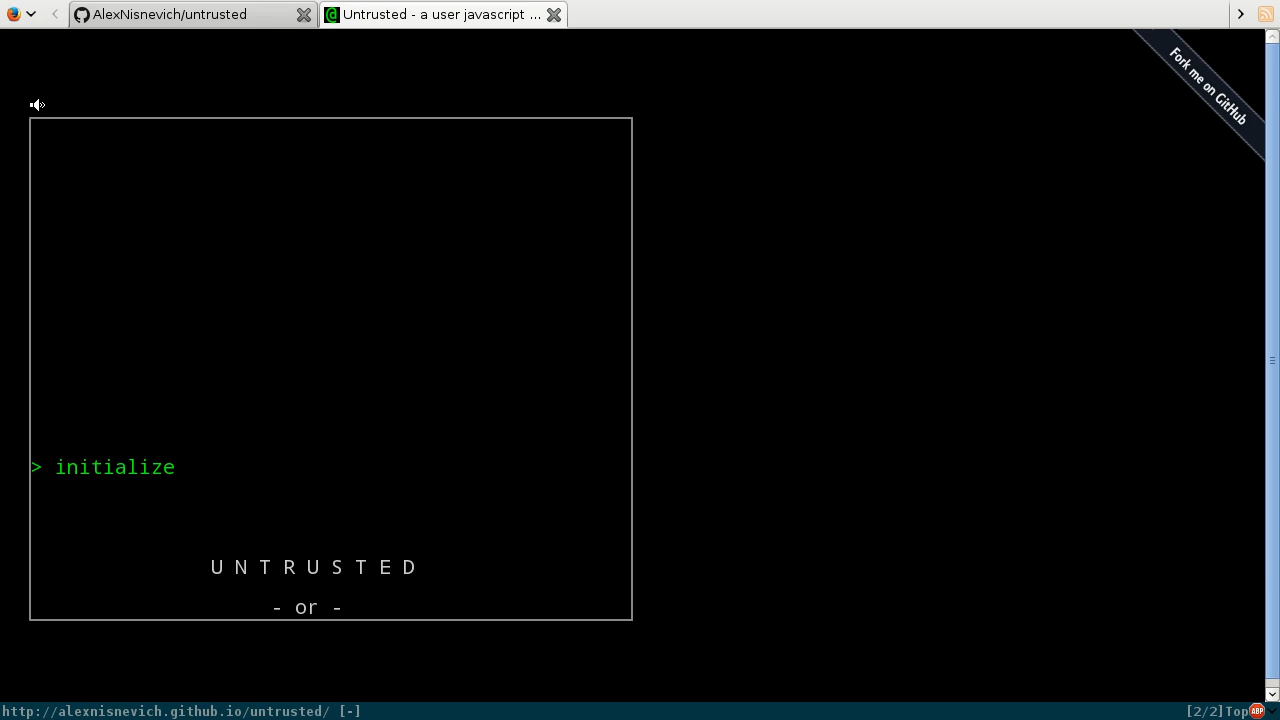 AlexNisnevich/untrusted
Untrusted - a user javascript ...
Fork me on GitHub
> initialize
U N T R U S T E D
- or -
http://alexnisnevich.github.io/untrusted/ [-]
[2/2]Top
ABP